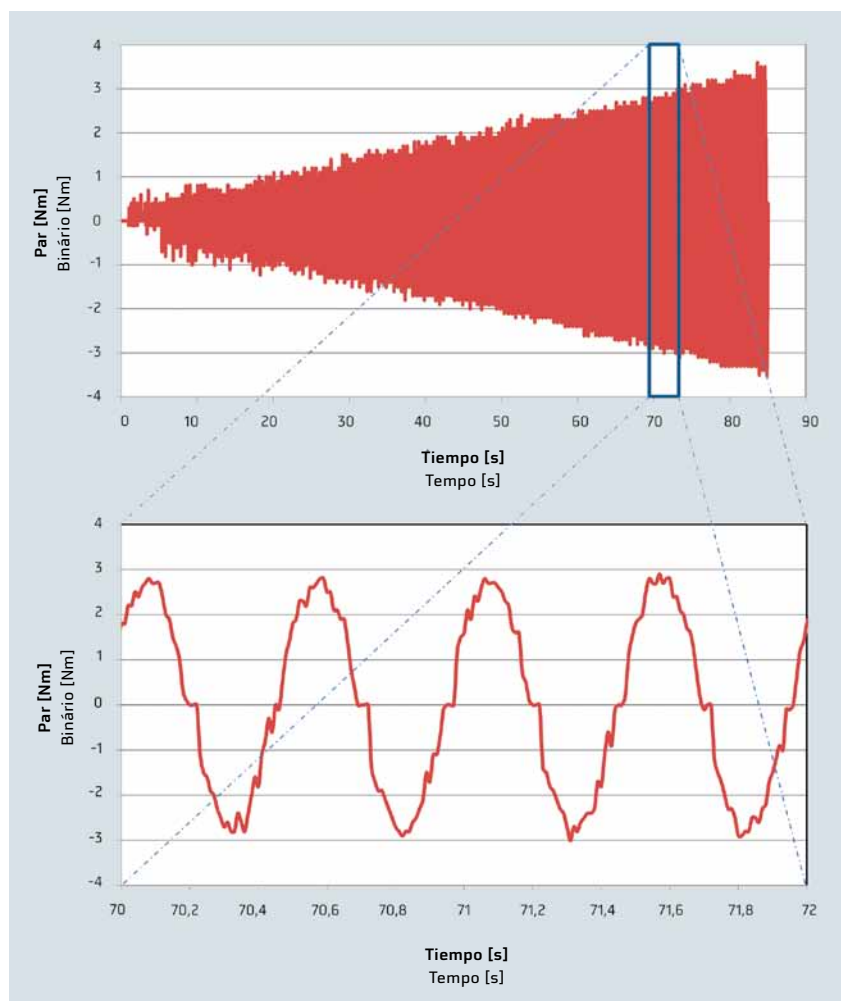 4
3
2
1
0
-1
-2
-3
-4
Par [Nm]
Binário [Nm]
0 10 20 30 40 50 60 70 80 90
Tiempo [s]
Tempo [s]
4
3
2
1
0
-1
-2
-3
-4
Par [Nm]
Binário [Nm]
70 70,2 70,4 70,6 70,8 71 71,2 71,4 71,6 71,8 72
Tiempo [s]
Tempo [s]